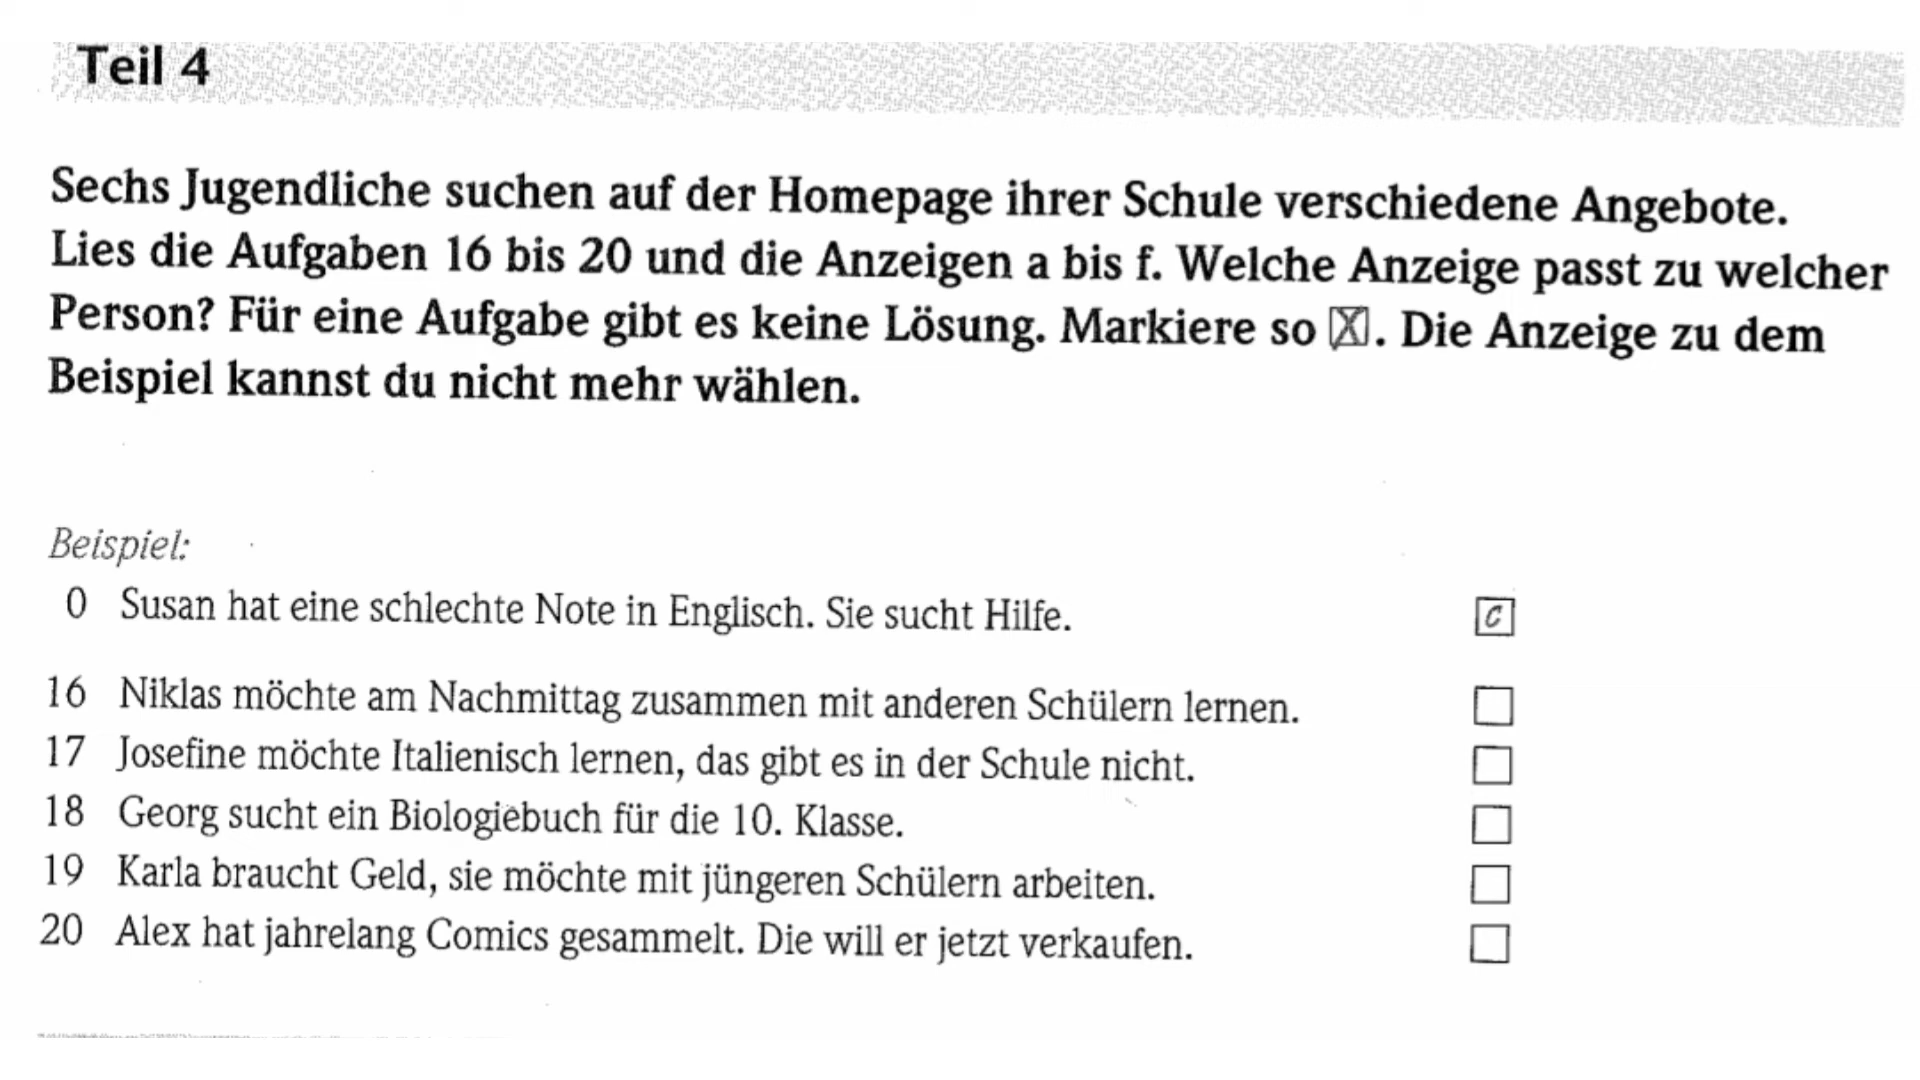 Teil 4
Sechs Jugendliche suchen auf der Homepage ihrer Schule verschiedene Angebote.
Lies die Aufgaben 16 bis 20 und die Anzeigen a bis f. Welche Anzeige passt zu welcher
Person? Für eine Aufgabe gibt es keine Lösung. Markiere so X. Die Anzeige zu dem
Beispiel kannst du nicht mehr wählen.
Beispiel:
0 Susan hat eine schlechte Note in Englisch. Sie sucht Hilfe. c
16 Niklas möchte am Nachmittag zusammen mit anderen Schülern lernen.
17 Josefine möchte Italienisch lernen, das gibt es in der Schule nicht.
18 Georg sucht ein Biologiebuch für die 10. Klasse.
19 Karla braucht Geld, sie möchte mit jüngeren Schülern arbeiten.
20 Alex hat jahrelang Comics gesammelt. Die will er jetzt verkaufen.